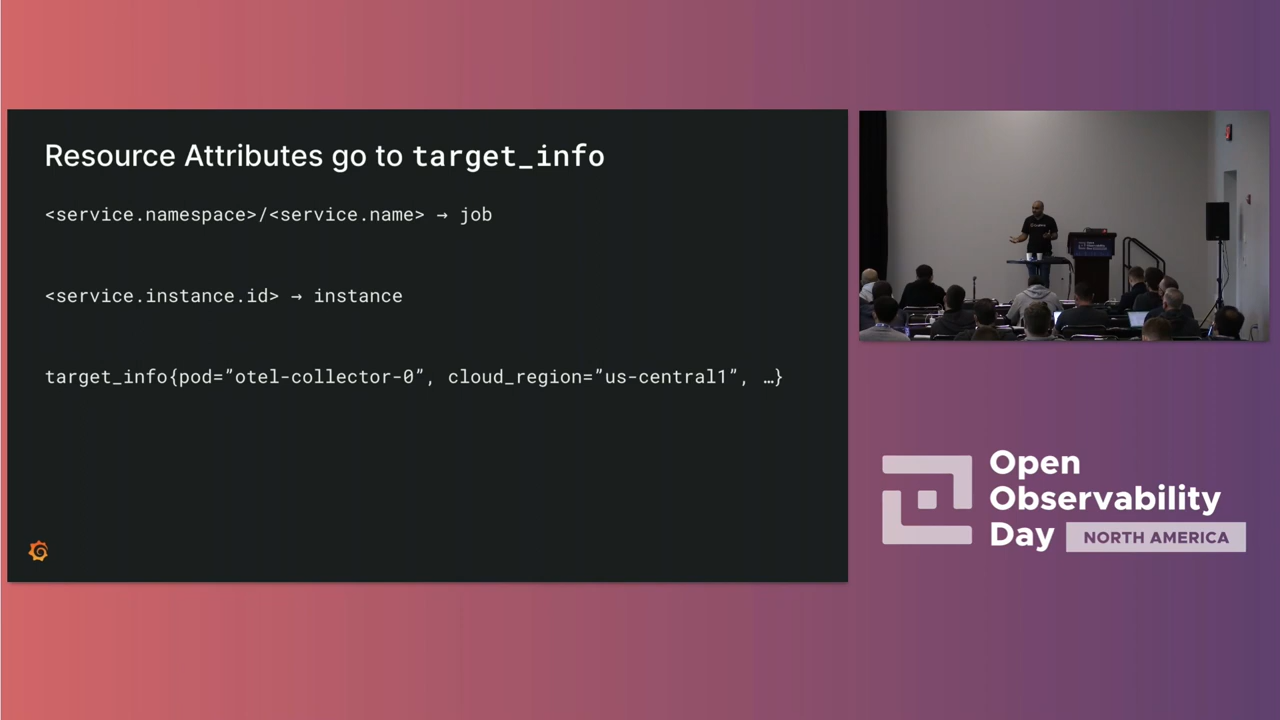 Resource Attributes go to target_info
<service.namespace>/<service.name> → job
<service.instance.id> → instance
target_info{pod=”otel-collector-0”, cloud_region=”us-central1”, …}
Open
Observability
Day NORTH AMERICA